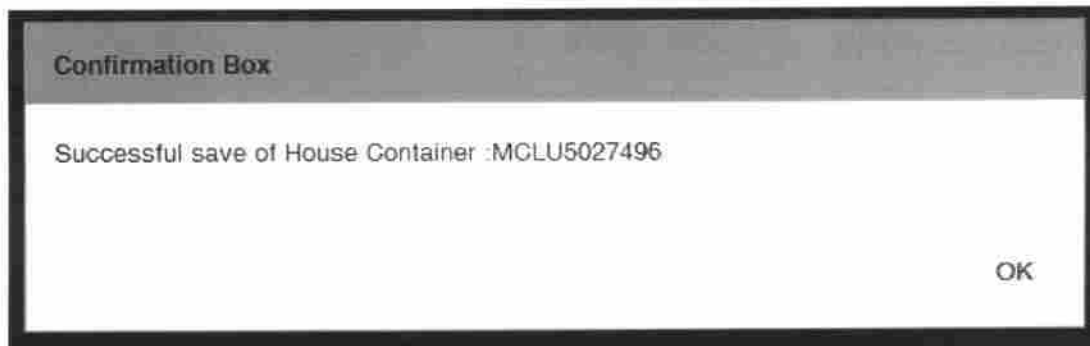 Confirmation Box
Successful save of House Container :MCLU5027496
OK